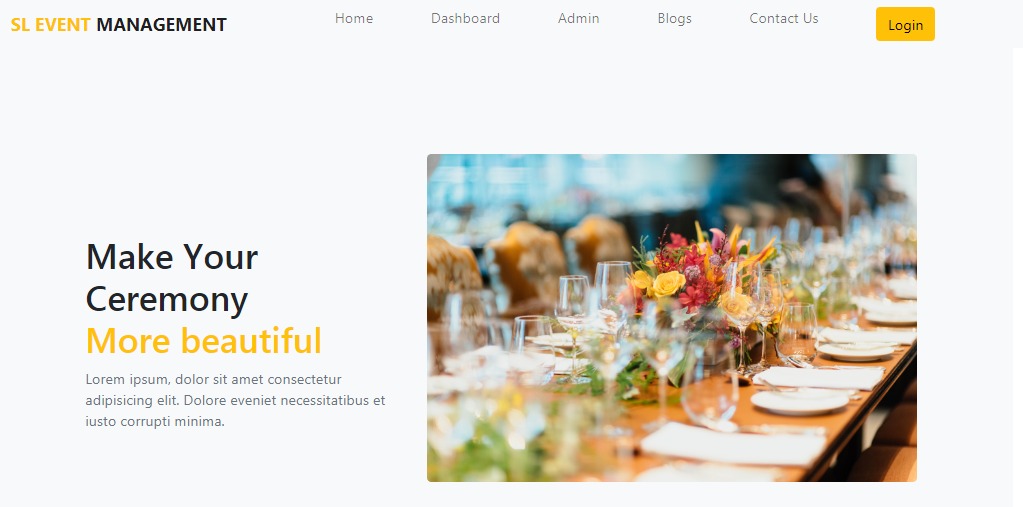 SL EVENT MANAGEMENT
Home Dashboard Admin Blogs Contact Us Login
Make Your
Ceremony
More beautiful
Lorem ipsum, dolor sit amet consectetur
adipisicing elit. Dolore eveniet necessitatibus et
iusto corrupti minima.